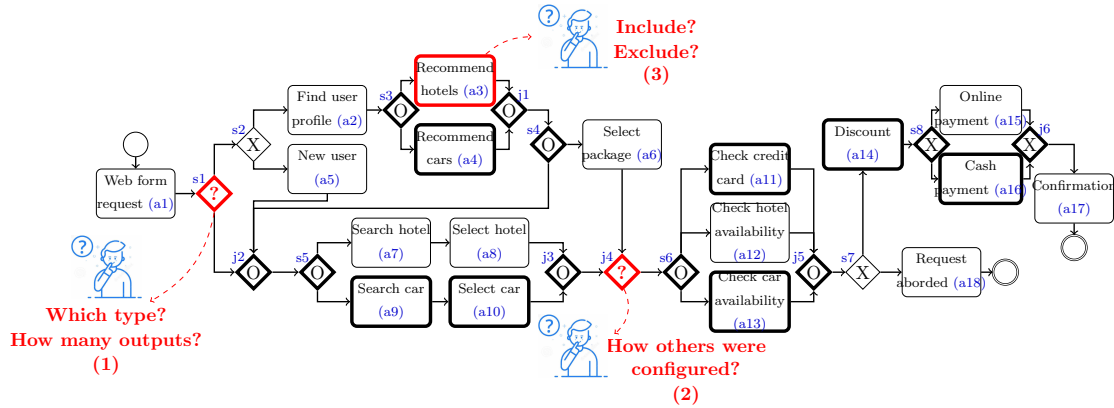 Include?
Exclude?
(3)
Recommend
hotels (a3)
s3
O
j1
O
Recommend
cars (a4)
Find user
profile (a2)
s2
X
New user
(a5)
Web form
request (a1)
s1
?
s4
O
Select
package (a6)
Search hotel
(a7)
Select hotel
(a8)
j2
O
s5
O
Search car
(a9)
Select car
(a10)
j3
O
j4
?
s6
O
Check credit
card (a11)
Check hotel
availability
(a12)
Check car
availability
(a13)
j5
O
s7
X
Discount
(a14)
s8
X
Online
payment (a15)
Cash
payment (a16)
j6
X
Confirmation
(a17)
Request
aborded (a18)
?
Which type?
How many outputs?
(1)
?
How others were
configured?
(2)
?